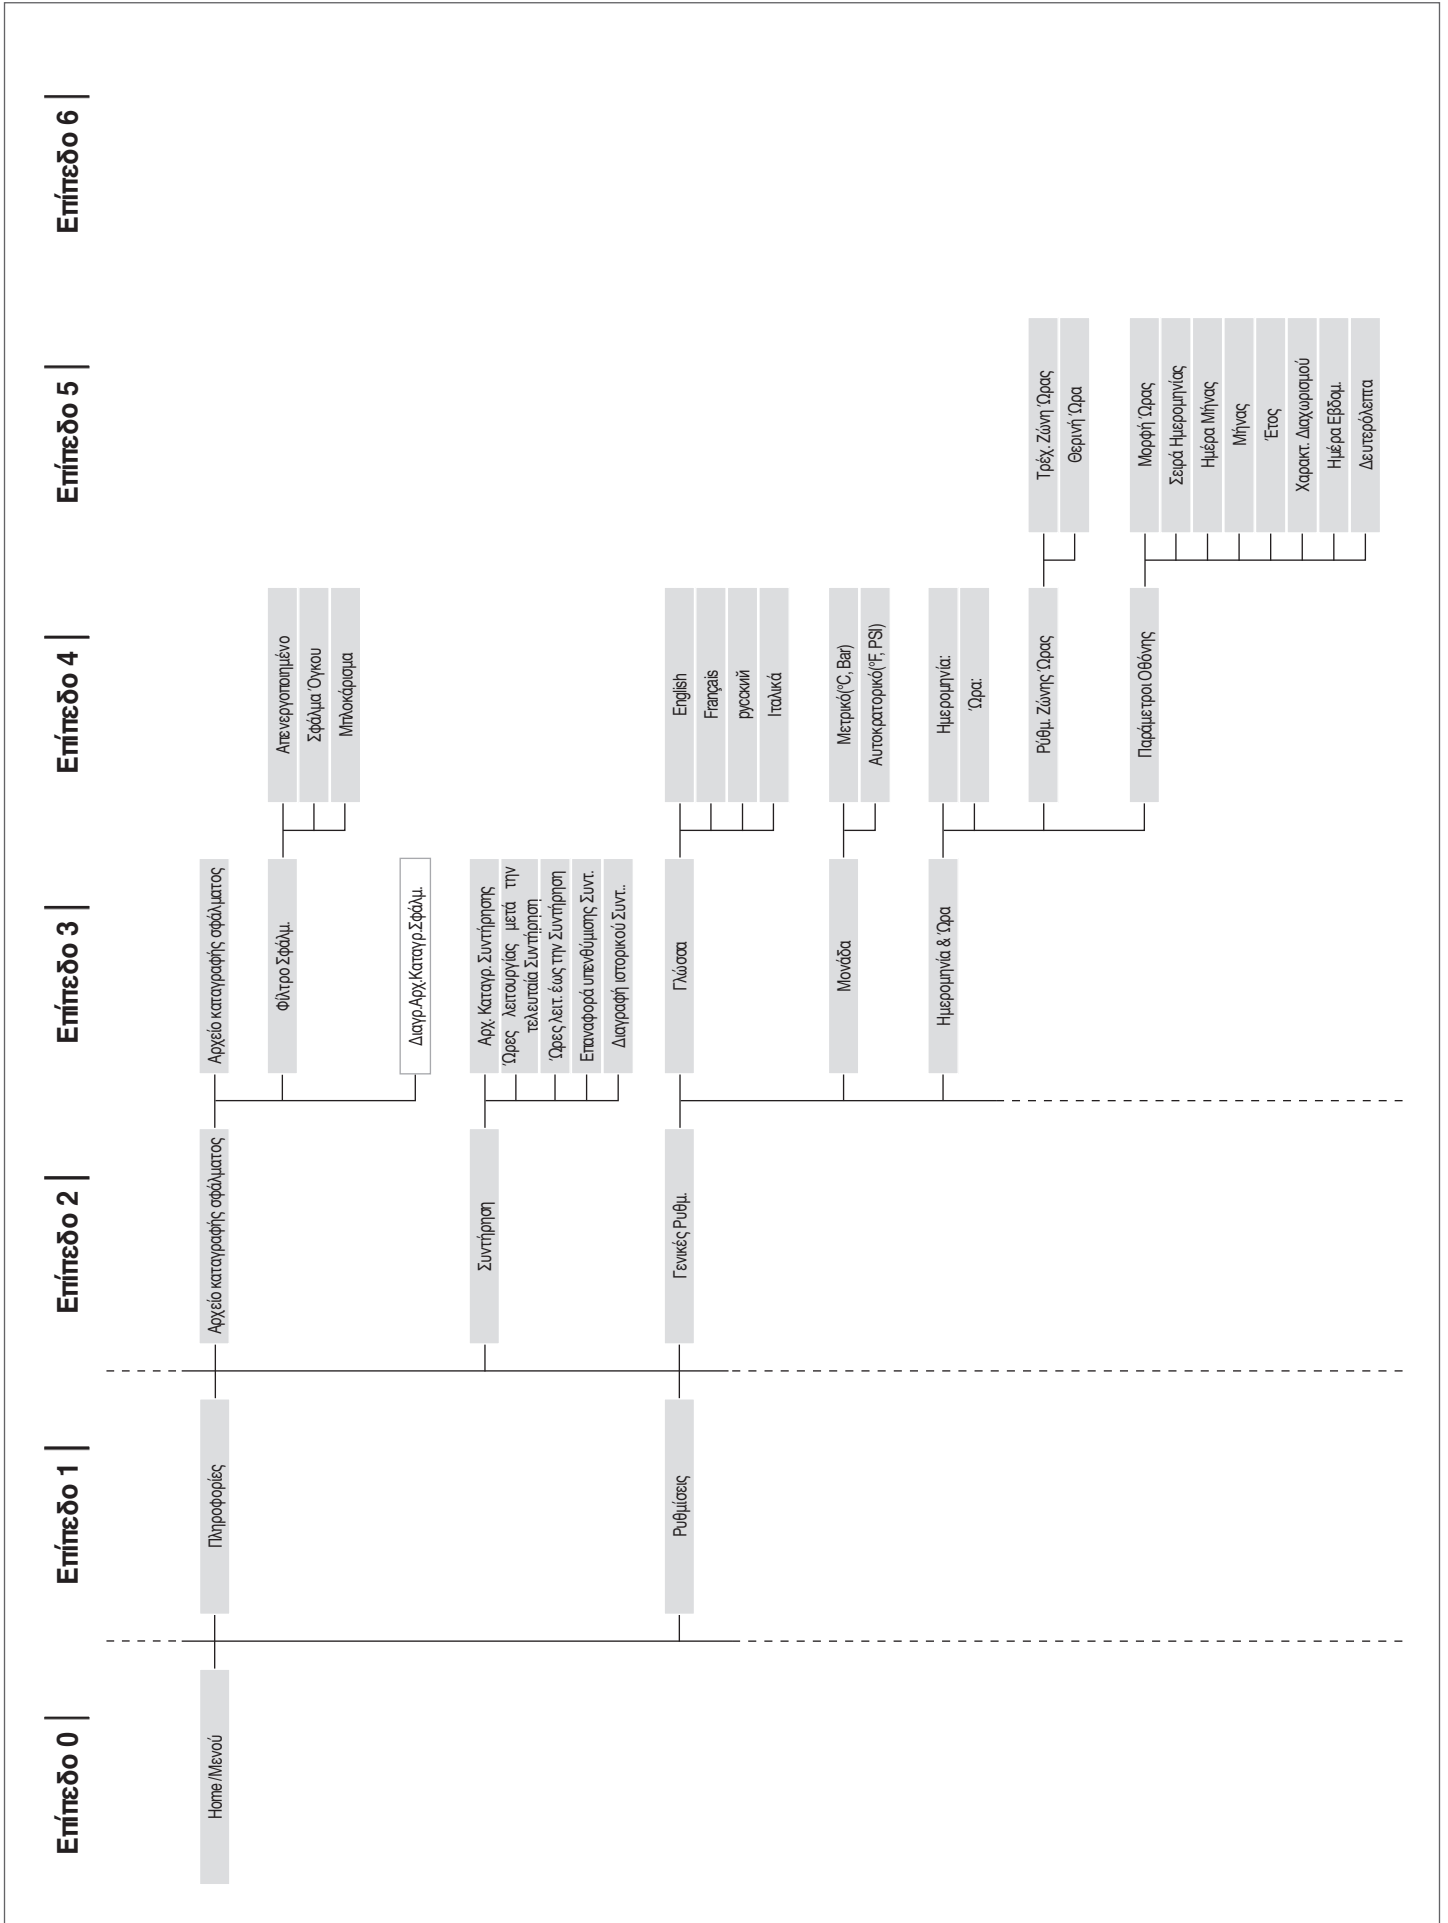 Επίπεδο 0
Επίπεδο 1
Επίπεδο 2
Επίπεδο 3
Επίπεδο 4
Επίπεδο 5
Επίπεδο 6
Home /Μενού
Πληροφορίες
Αρχείο καταγραφής σφάλματος
Αρχείο καταγραφής σφάλματος
Φίλτρο Σφάλμ.
Απενεργοποιημένο
Σφάλμα Όγκου
Μπλοκάρισμα
Διαγρ.Αρχ.Καταγρ.Σφάλμ.
Συντήρηση
Αρχ. Καταγρ. Συντήρησης
Ώρες λειτουργίας μετά την
τελευταία Συντήρηση
Ώρες λειτ. έως την Συντήρηση
Επαναφορά υπενθύμισης Συντ.
Διαγραφή ιστορικού Συντ..
Ρυθμίσεις
Γενικές Ρυθμ.
Γλώσσα
English
Français
русский
Ιταλικά
Μονάδα
Μετρικό(°C, Bar)
Αυτοκρατορικό(°F, PSI)
Ημερομηνία & Ώρα
Ημερομηνία:
Ώρα:
Ρύθμ. Ζώνης Ώρας
Τρέχ. Ζώνη Ώρας
Θερινή Ώρα
Παράμετροι Οθόνης
Μορφή Ώρας
Σειρά Ημερομηνίας
Ημέρα Μήνας
Μήνας
Έτος
Χαρακτ. Διαχωρισμού
Ημέρα Εβδομ.
Δευτερόλεπτα